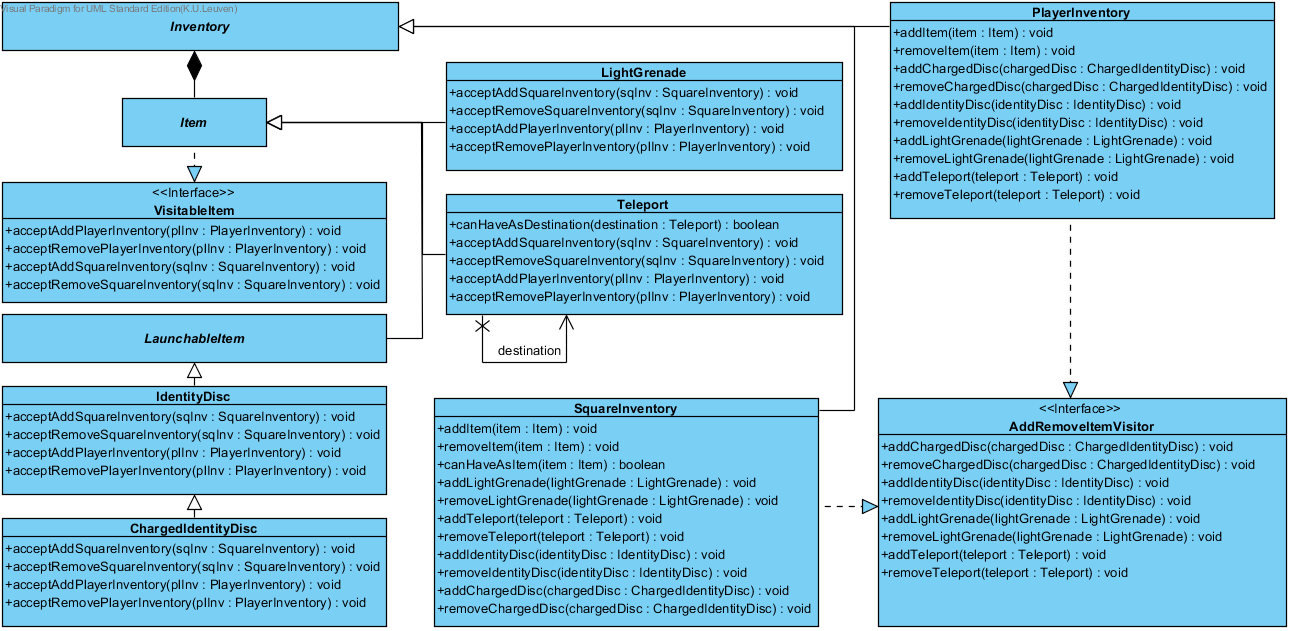 Visual Paradigm for UML Standard Edition(K.U.Leuven)
Inventory
Item
<<Interface>>
VisitableItem
+acceptAddPlayerInventory(plInv : PlayerInventory) : void
+acceptRemovePlayerInventory(plInv : PlayerInventory) : void
+acceptAddSquareInventory(sqInv : SquareInventory) : void
+acceptRemoveSquareInventory(sqInv : SquareInventory) : void
LaunchableItem
IdentityDisc
+acceptAddSquareInventory(sqInv : SquareInventory) : void
+acceptRemoveSquareInventory(sqInv : SquareInventory) : void
+acceptAddPlayerInventory(plInv : PlayerInventory) : void
+acceptRemovePlayerInventory(plInv : PlayerInventory) : void
ChargedIdentityDisc
+acceptAddSquareInventory(sqInv : SquareInventory) : void
+acceptRemoveSquareInventory(sqInv : SquareInventory) : void
+acceptAddPlayerInventory(plInv : PlayerInventory) : void
+acceptRemovePlayerInventory(plInv : PlayerInventory) : void
LightGrenade
+acceptAddSquareInventory(sqInv : SquareInventory) : void
+acceptRemoveSquareInventory(sqInv : SquareInventory) : void
+acceptAddPlayerInventory(plInv : PlayerInventory) : void
+acceptRemovePlayerInventory(plInv : PlayerInventory) : void
Teleport
+canHaveAsDestination(destination : Teleport) : boolean
+acceptAddSquareInventory(sqInv : SquareInventory) : void
+acceptRemoveSquareInventory(sqInv : SquareInventory) : void
+acceptAddPlayerInventory(plInv : PlayerInventory) : void
+acceptRemovePlayerInventory(plInv : PlayerInventory) : void
destination
SquareInventory
+addItem(item : Item) : void
+removeItem(item : Item) : void
+canHaveAsItem(item : Item) : boolean
+addLightGrenade(lightGrenade : LightGrenade) : void
+removeLightGrenade(lightGrenade : LightGrenade) : void
+addTeleport(teleport : Teleport) : void
+removeTeleport(teleport : Teleport) : void
+addIdentityDisc(identityDisc : IdentityDisc) : void
+removeIdentityDisc(identityDisc : IdentityDisc) : void
+addChargedDisc(chargedDisc : ChargedIdentityDisc) : void
+removeChargedDisc(chargedDisc : ChargedIdentityDisc) : void
PlayerInventory
+addItem(item : Item) : void
+removeItem(item : Item) : void
+addChargedDisc(chargedDisc : ChargedIdentityDisc) : void
+removeChargedDisc(chargedDisc : ChargedIdentityDisc) : void
+addIdentityDisc(identityDisc : IdentityDisc) : void
+removeIdentityDisc(identityDisc : IdentityDisc) : void
+addLightGrenade(lightGrenade : LightGrenade) : void
+removeLightGrenade(lightGrenade : LightGrenade) : void
+addTeleport(teleport : Teleport) : void
+removeTeleport(teleport : Teleport) : void
<<Interface>>
AddRemoveItemVisitor
+addChargedDisc(chargedDisc : ChargedIdentityDisc) : void
+removeChargedDisc(chargedDisc : ChargedIdentityDisc) : void
+addIdentityDisc(identityDisc : IdentityDisc) : void
+removeIdentityDisc(identityDisc : IdentityDisc) : void
+addLightGrenade(lightGrenade : LightGrenade) : void
+removeLightGrenade(lightGrenade : LightGrenade) : void
+addTeleport(teleport : Teleport) : void
+removeTeleport(teleport : Teleport) : void